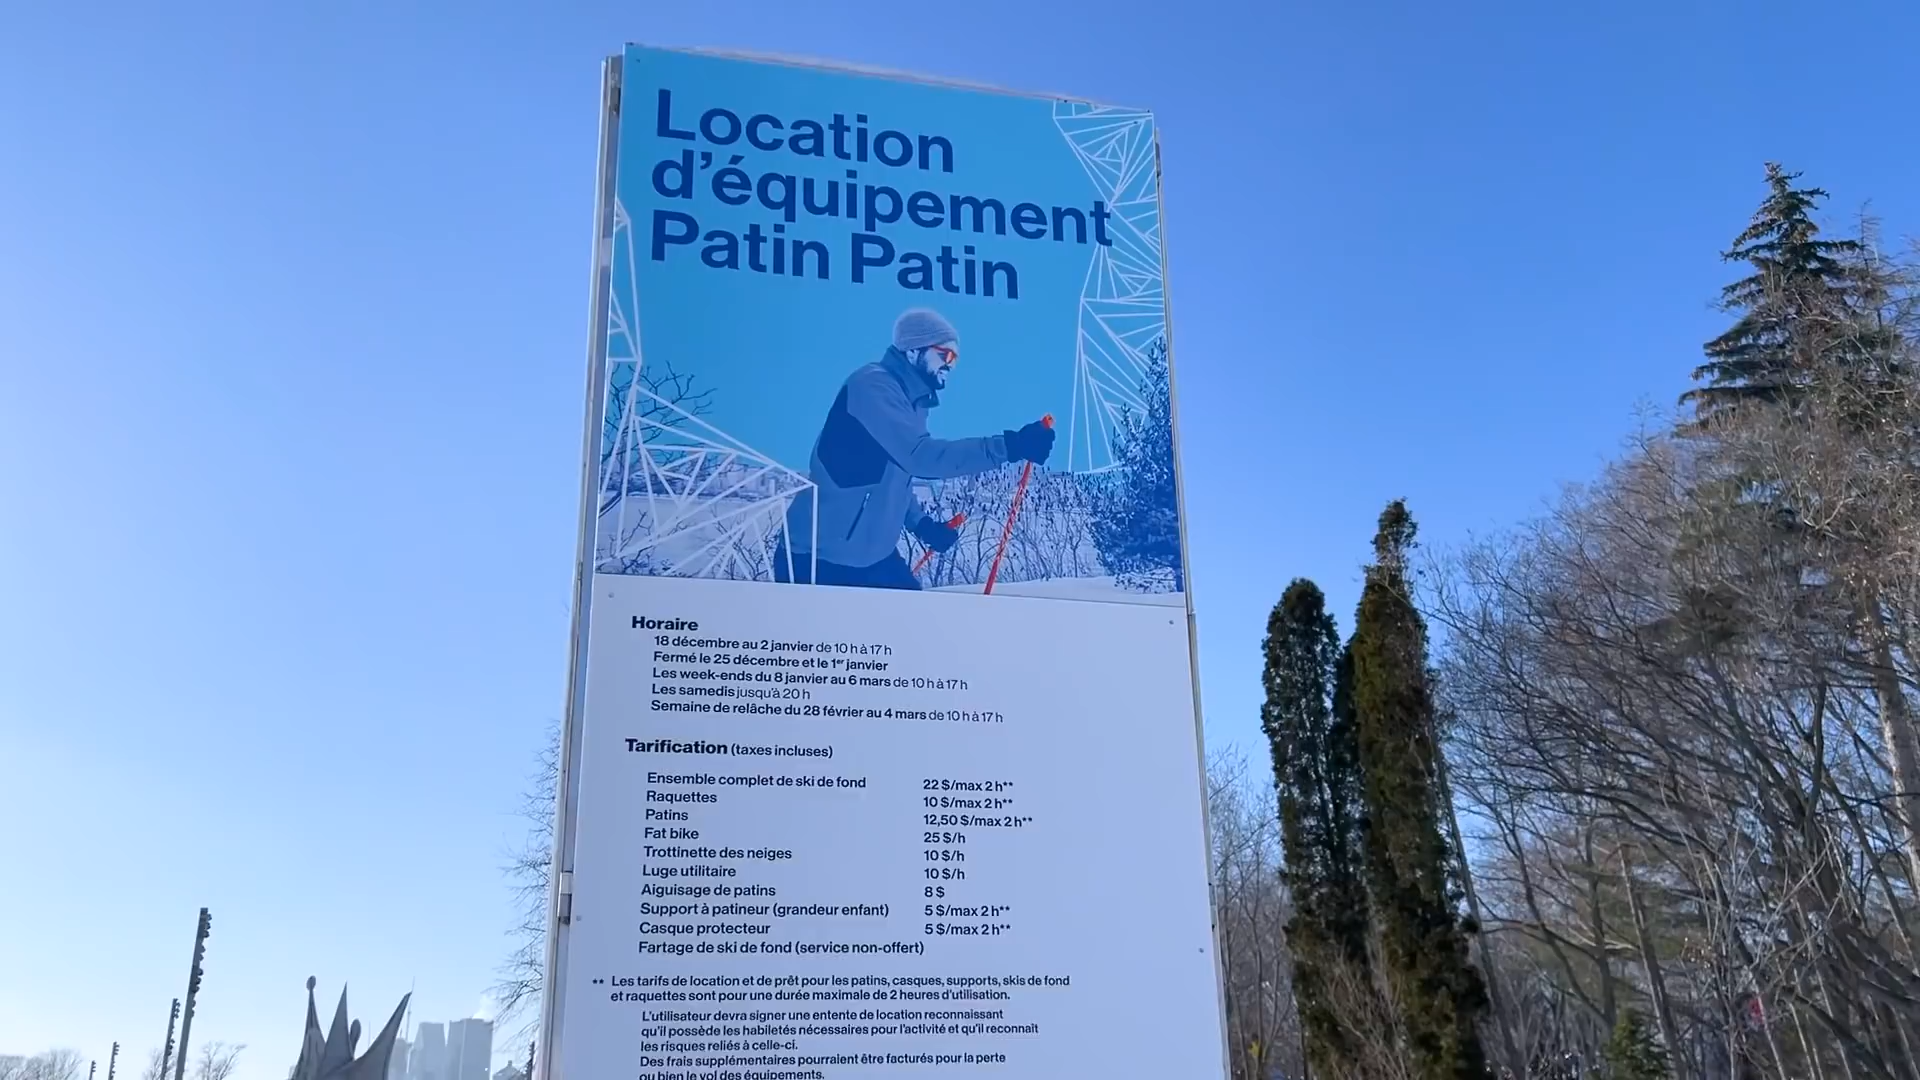 Location
d'équipement
Patin Patin
Horaire
18 décembre au 2 janvier de 10 h à 17 h
Fermé le 25 décembre et le 1er janvier
Les week-ends du 8 janvier au 6 mars de 10 h à 17 h
Les samedis jusqu'à 20 h
Semaine de relâche du 28 février au 4 mars de 10 h à 17 h
Tarification (taxes incluses)
Ensemble complet de ski de fond 22 $/max 2 h**
Raquettes 10 $/max 2 h**
Patins 12,50 $/max 2 h**
Fat bike 25 $/h
Trottinette des neiges 10 $/h
Luge utilitaire 10 $/h
Aiguisage de patins 8 $
Support à patineur (grandeur enfant) 5 $/max 2 h**
Casque protecteur 5 $/max 2 h**
Fartage de ski de fond (service non-offert)
** Les tarifs de location et de prêt pour les patins, casques, supports, skis de fond
et raquettes sont pour une durée maximale de 2 heures d'utilisation.
L'utilisateur devra signer une entente de location reconnaissant
qu'il possède les habiletés nécessaires pour l'activité et qu'il reconnaît
les risques reliés à celle-ci.
Des frais supplémentaires pourraient être facturés pour la perte
ou bien le vol des équipements.